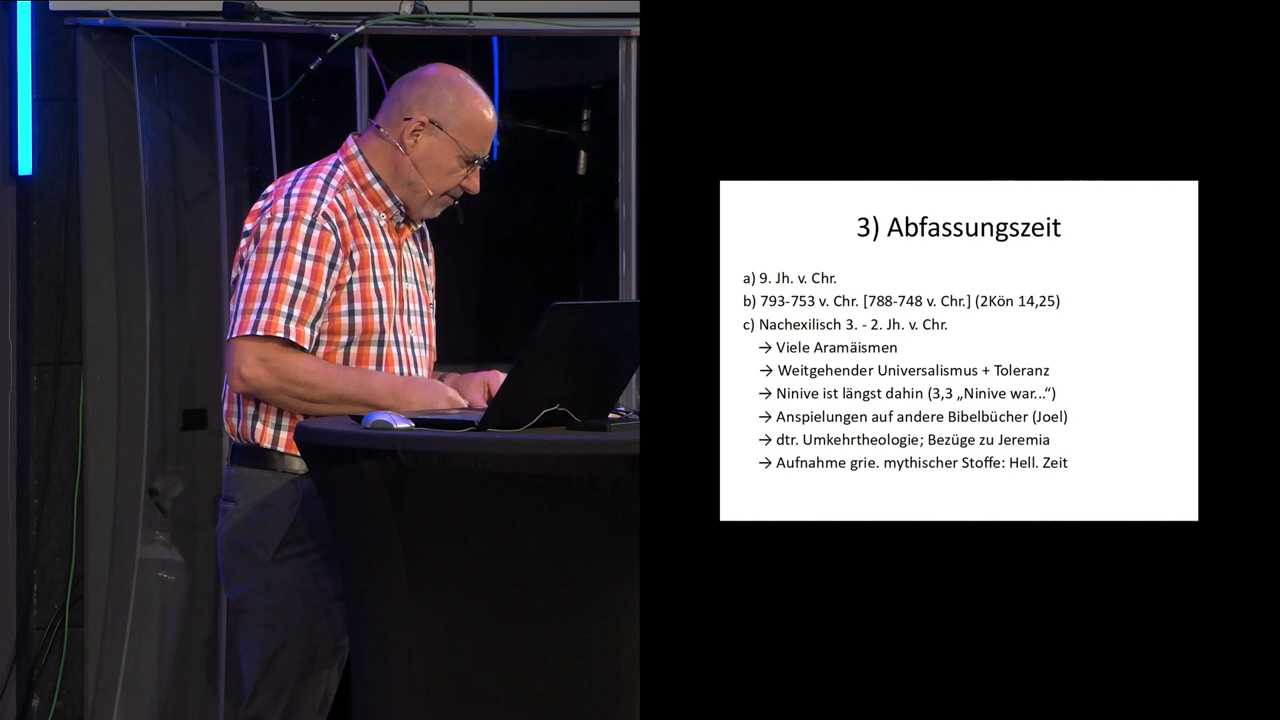 3) Abfassungszeit
a) 9. Jh. v. Chr.
b) 793-753 v. Chr. [788-748 v. Chr.] (2Kön 14,25)
c) Nachexilisch 3. - 2. Jh. v. Chr.
→ Viele Aramäismen
→ Weitgehender Universalismus + Toleranz
→ Ninive ist längst dahin (3,3 „Ninive war...“)
→ Anspielungen auf andere Bibelbücher (Joel)
→ dtr. Umkehrtheologie; Bezüge zu Jeremia
→ Aufnahme grie. mythischer Stoffe: Hell. Zeit